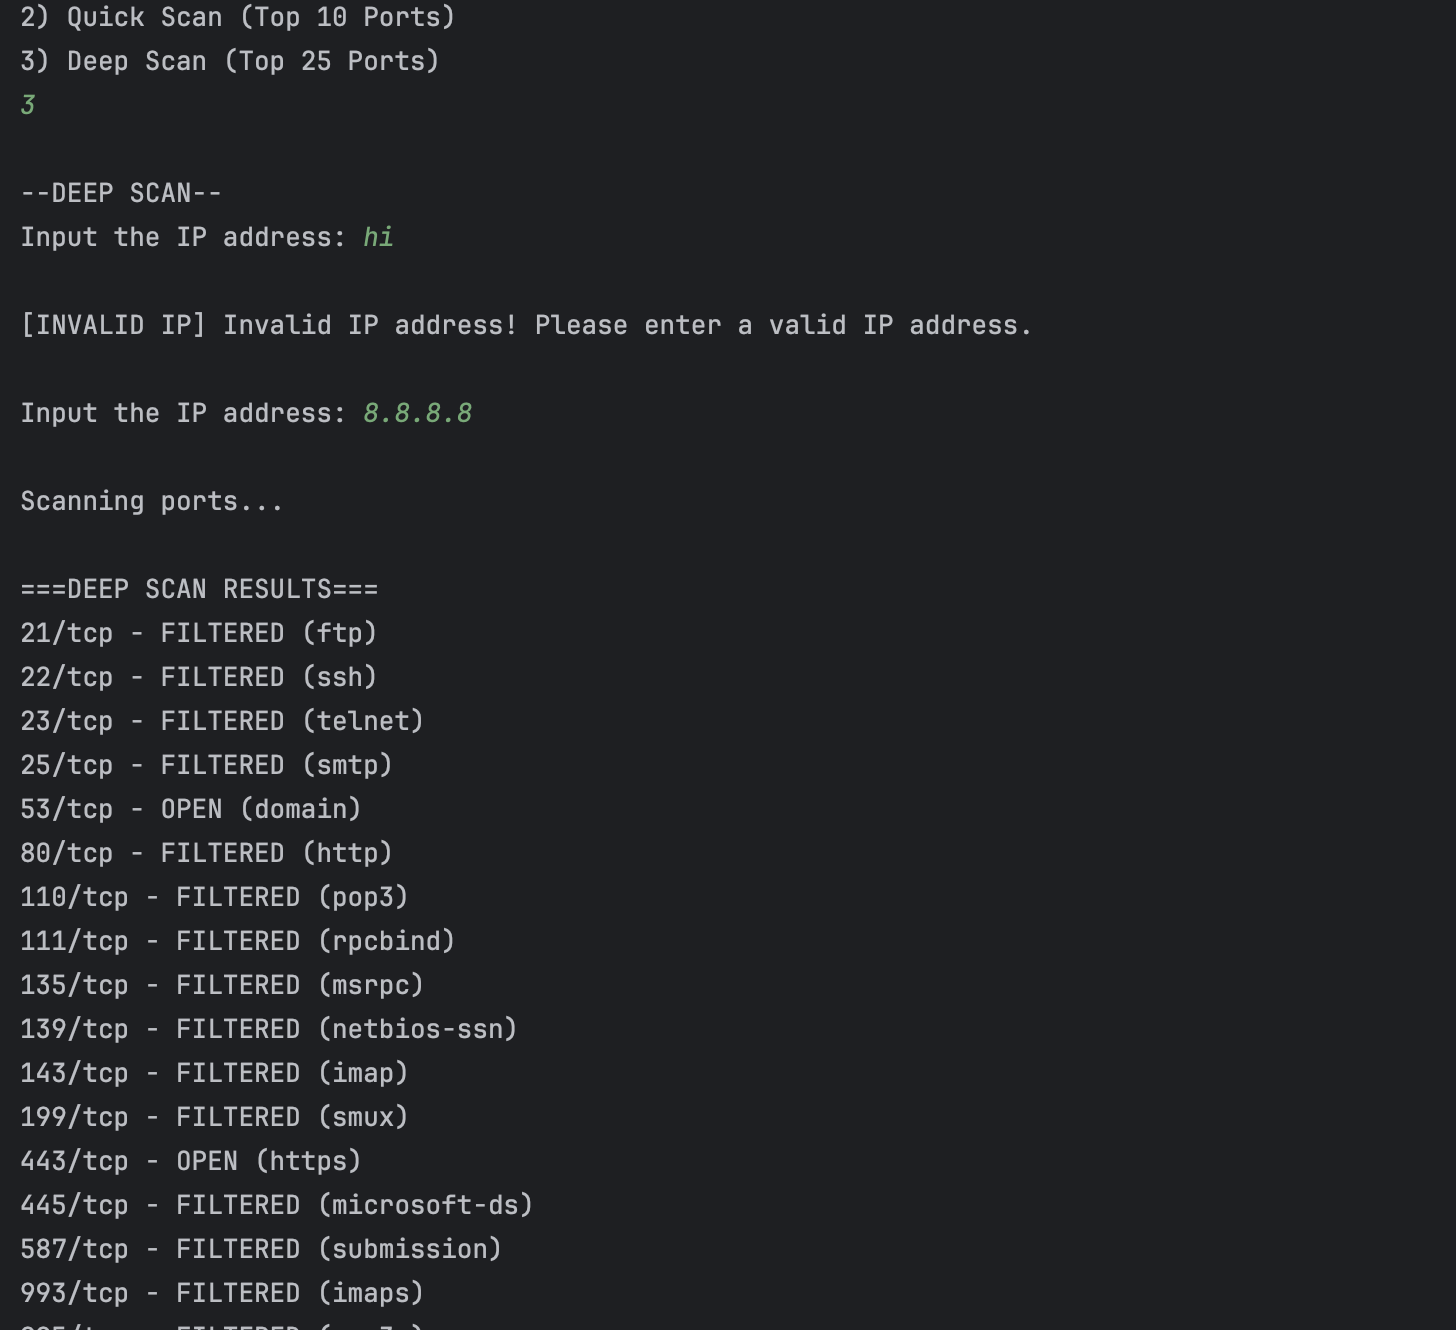 2) Quick Scan (Top 10 Ports)
3) Deep Scan (Top 25 Ports)
3
--DEEP SCAN--
Input the IP address: hi
[INVALID IP] Invalid IP address! Please enter a valid IP address.
Input the IP address: 8.8.8.8
Scanning ports...
===DEEP SCAN RESULTS===
21/tcp - FILTERED (ftp)
22/tcp - FILTERED (ssh)
23/tcp - FILTERED (telnet)
25/tcp - FILTERED (smtp)
53/tcp - OPEN (domain)
80/tcp - FILTERED (http)
110/tcp - FILTERED (pop3)
111/tcp - FILTERED (rpcbind)
135/tcp - FILTERED (msrpc)
139/tcp - FILTERED (netbios-ssn)
143/tcp - FILTERED (imap)
199/tcp - FILTERED (smux)
443/tcp - OPEN (https)
445/tcp - FILTERED (microsoft-ds)
587/tcp - FILTERED (submission)
993/tcp - FILTERED (imaps)